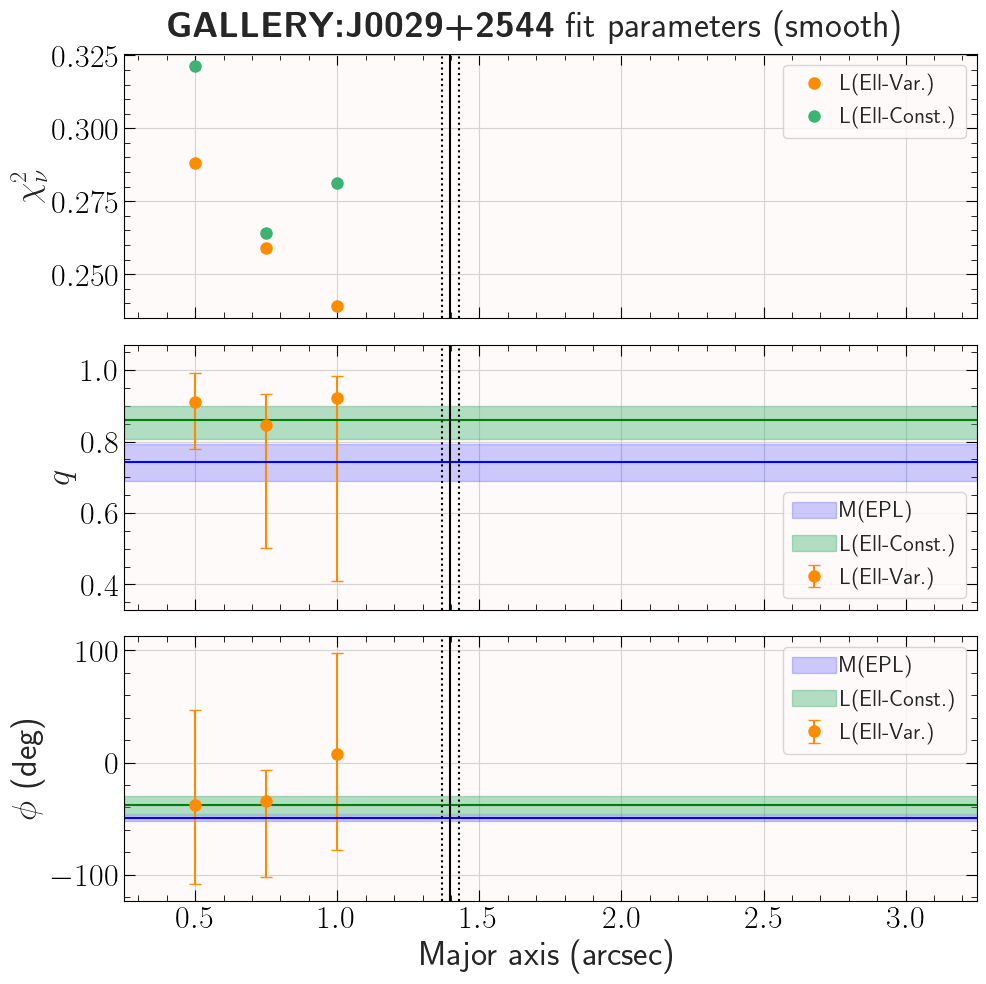 GALLERY:J0029+2544 fit parameters (smooth)
0.325
0.300
0.275
0.250
χ²ᵥ
L(Ell-Var.)
L(Ell-Const.)
1.0
0.8
0.6
0.4
q
M(EPL)
L(Ell-Const.)
L(Ell-Var.)
100
0
−100
ϕ (deg)
M(EPL)
L(Ell-Const.)
L(Ell-Var.)
0.5 1.0 1.5 2.0 2.5 3.0
Major axis (arcsec)